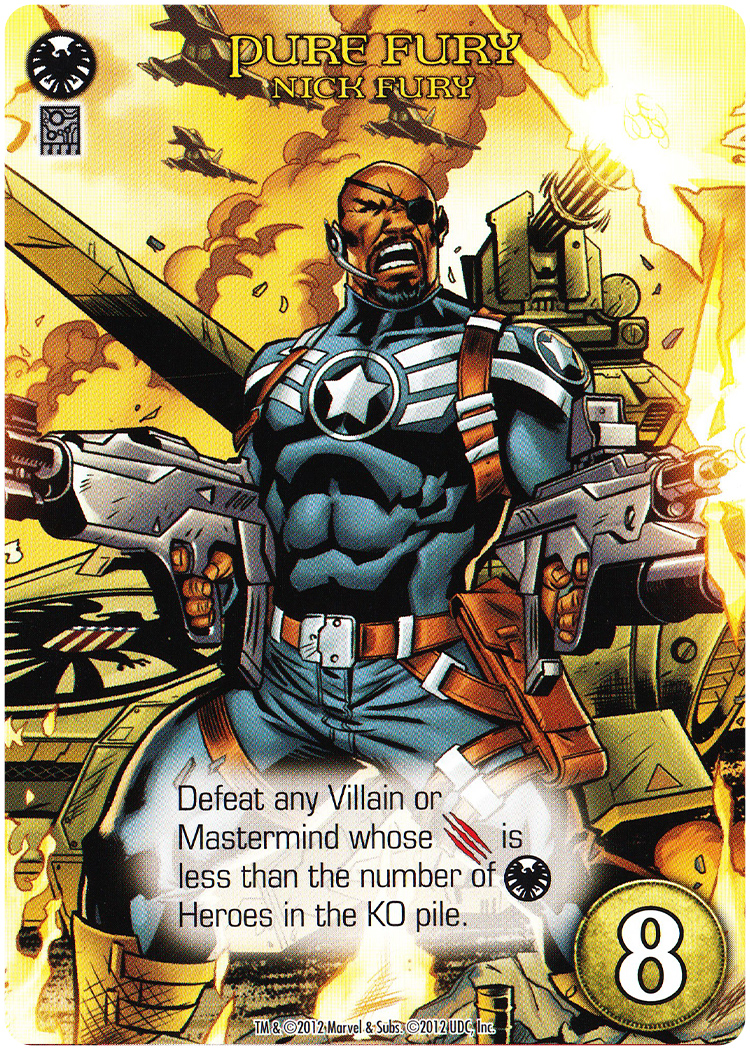 PURE FURY
NICK FURY
Defeat any Villain or
Mastermind whose is
less than the number of
Heroes in the KO pile.
8
TM & ©2012 Marvel & Subs. ©2012 UDC, Inc.